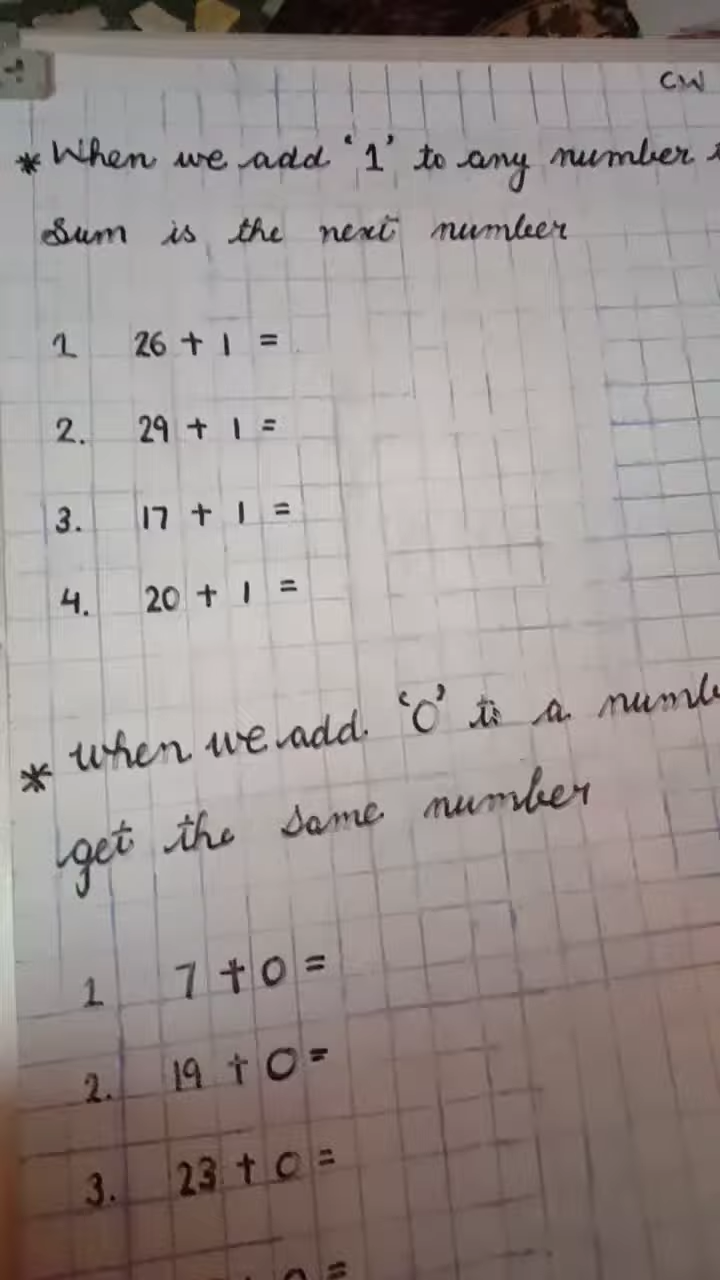 CW
* When we add '1' to any number
Sum is the next number
1 26 + 1 =
2. 29 + 1 =
3. 17 + 1 =
4. 20 + 1 =
* when we add '0' to a
get the same number
1 7 + 0 =
2. 19 + 0 =
3. 23 + 0 =
0 =